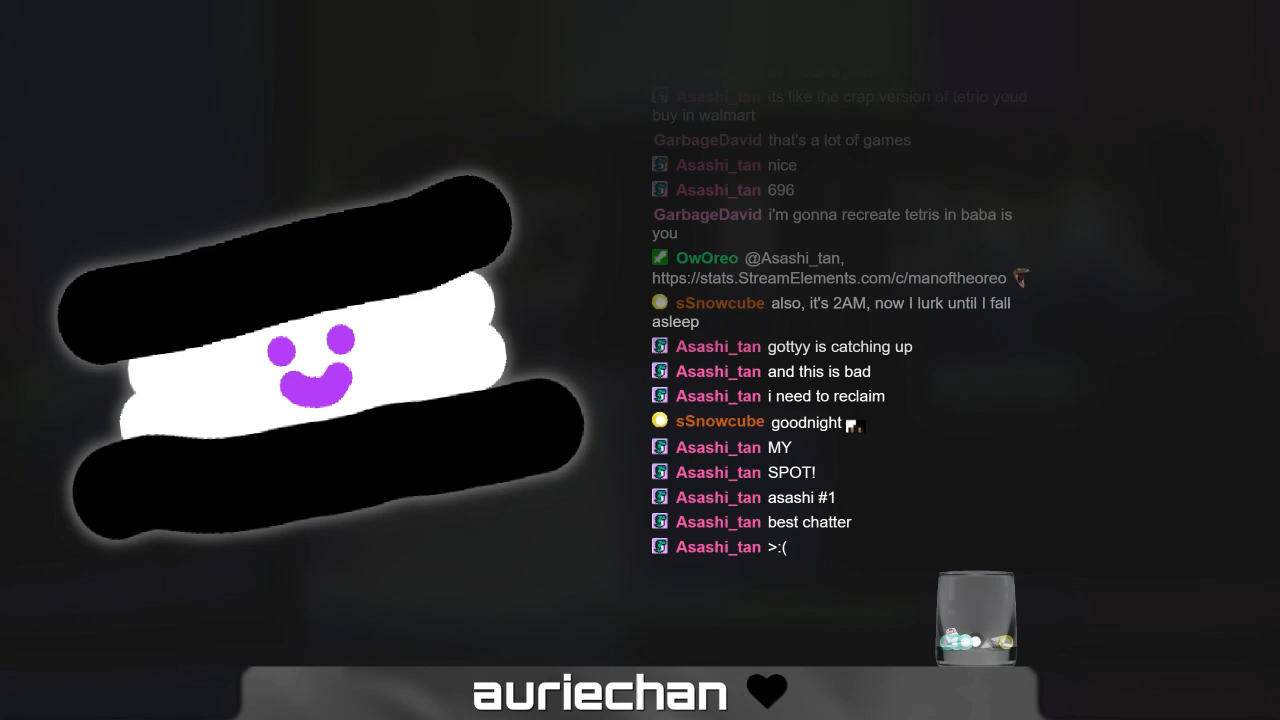 Asashi_tan its like the crap version of tetrio youd
buy in walmart
GarbageDavid that's a lot of games
Asashi_tan nice
Asashi_tan 696
GarbageDavid i'm gonna recreate tetris in baba is
you
OwOreo @Asashi_tan,
https://stats.StreamElements.com/c/manoftheoreo
sSnowcube also, it's 2AM, now I lurk until I fall
asleep
Asashi_tan gottyy is catching up
Asashi_tan and this is bad
Asashi_tan i need to reclaim
sSnowcube goodnight
Asashi_tan MY
Asashi_tan SPOT!
Asashi_tan asashi #1
Asashi_tan best chatter
Asashi_tan >:(
auriechan